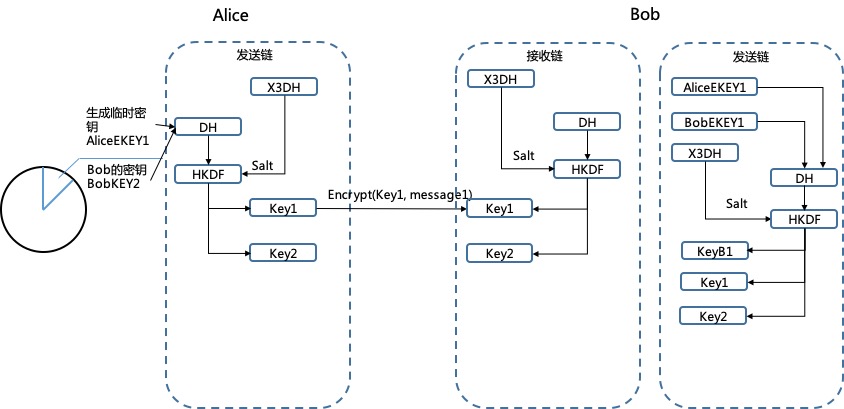 Alice
Bob
发送链
X3DH
生成临时密
钥
AliceEKEY1
DH
Bob的密钥
BobKEY2
Salt
HKDF
Key1
Encrypt(Key1, message1)
Key2
接收链
X3DH
DH
Salt
HKDF
Key1
Key2
发送链
AliceEKEY1
BobEKEY1
X3DH
DH
Salt
HKDF
KeyB1
Key1
Key2